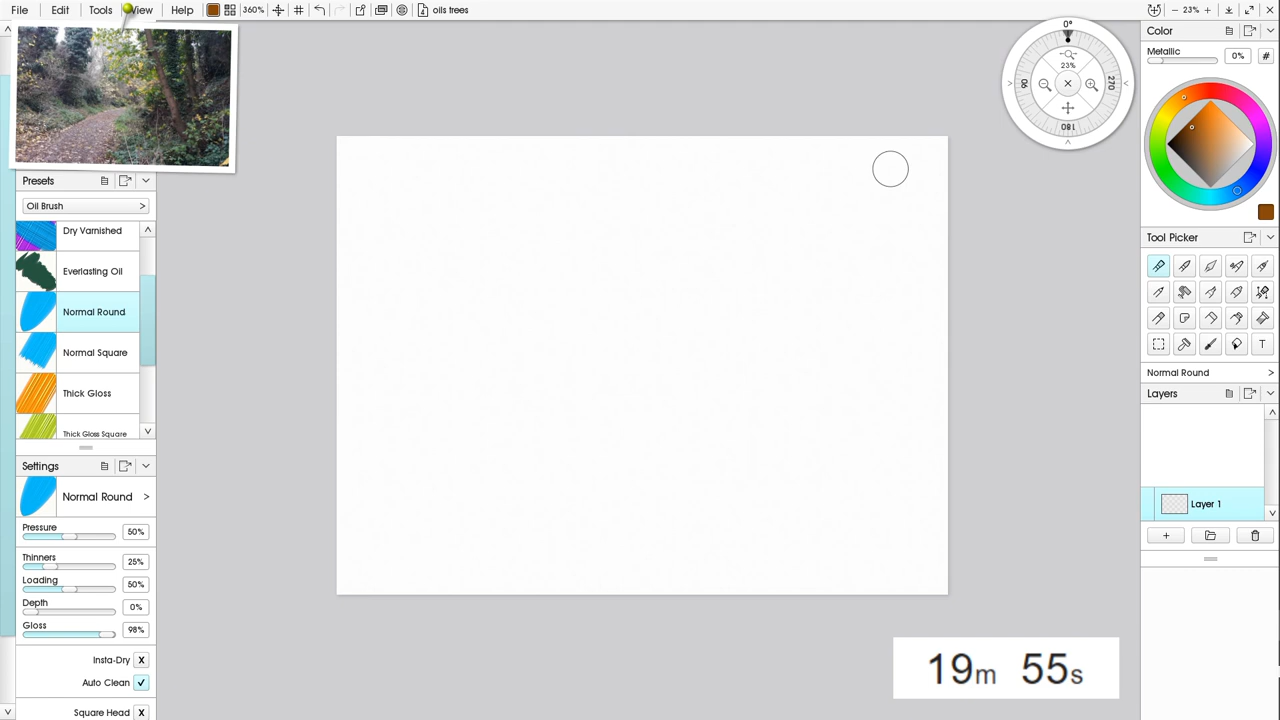 File Edit Tools View Help 360% oils trees 23%
Color
Metallic 0% #
0°
23%
90 270
180
Presets
Oil Brush >
Dry Varnished
Everlasting Oil
Normal Round
Normal Square
Thick Gloss
Thick Gloss Square
Tool Picker
T
Normal Round >
Layers
Layer 1
Settings
Normal Round >
Pressure 50%
Thinners 25%
Loading 50%
Depth 0%
Gloss 98%
Insta-Dry X
Auto Clean ✓
Square Head X
19m 55s